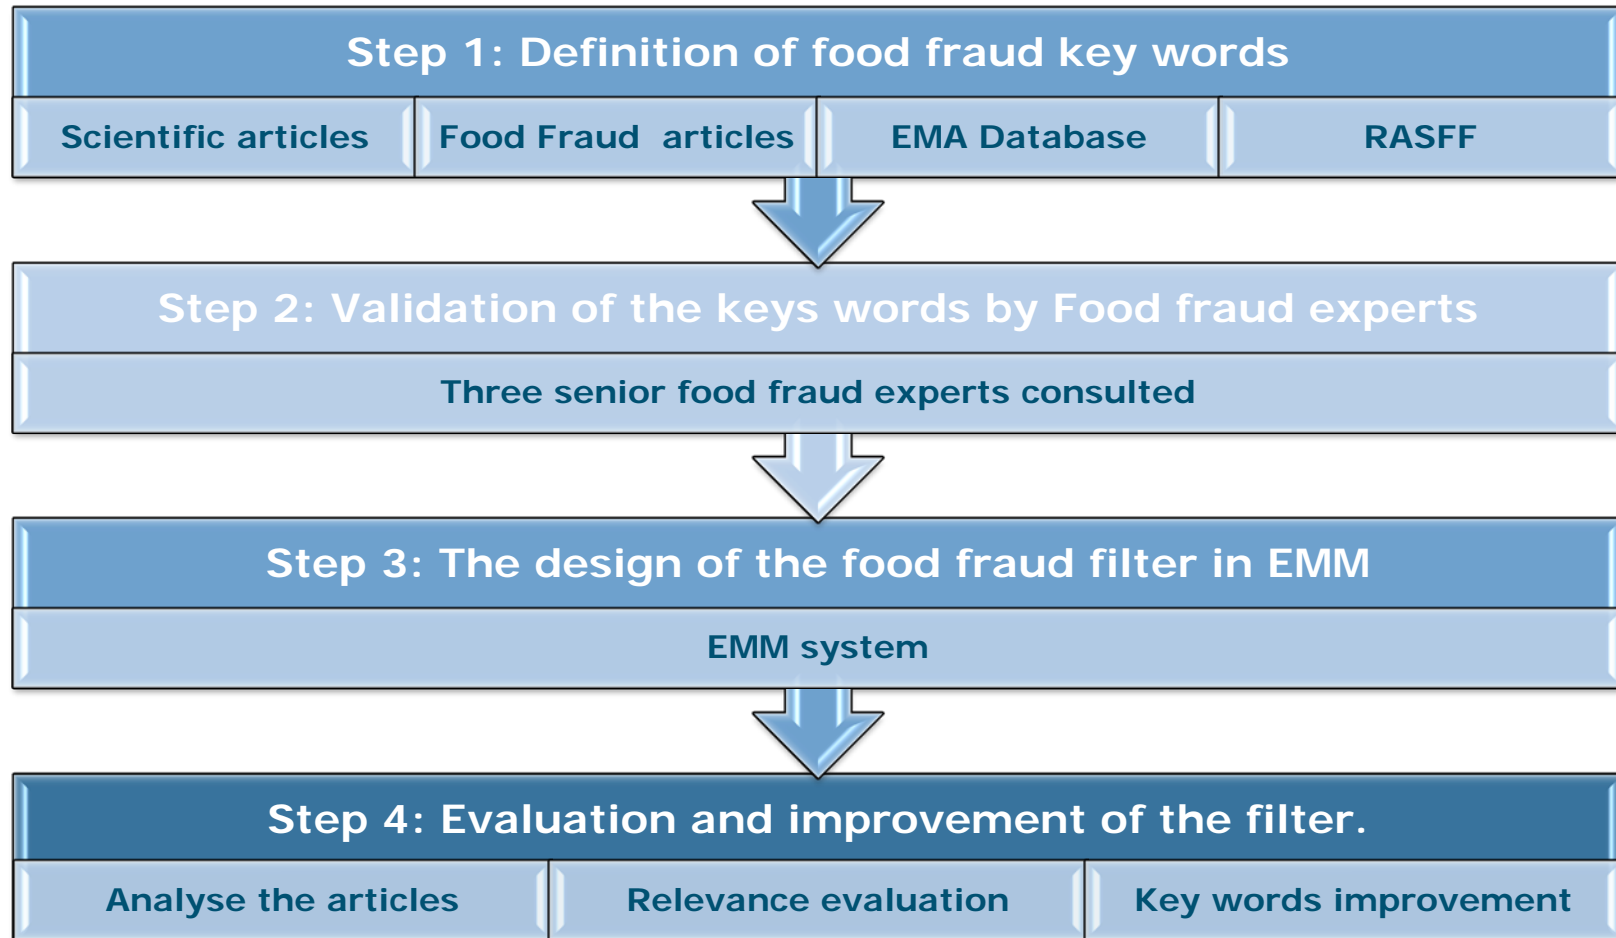 Step 1: Definition of food fraud key words
Scientific articles
Food Fraud articles
EMA Database
RASFF
Step 2: Validation of the keys words by Food fraud experts
Three senior food fraud experts consulted
Step 3: The design of the food fraud filter in EMM
EMM system
Step 4: Evaluation and improvement of the filter.
Analyse the articles
Relevance evaluation
Key words improvement